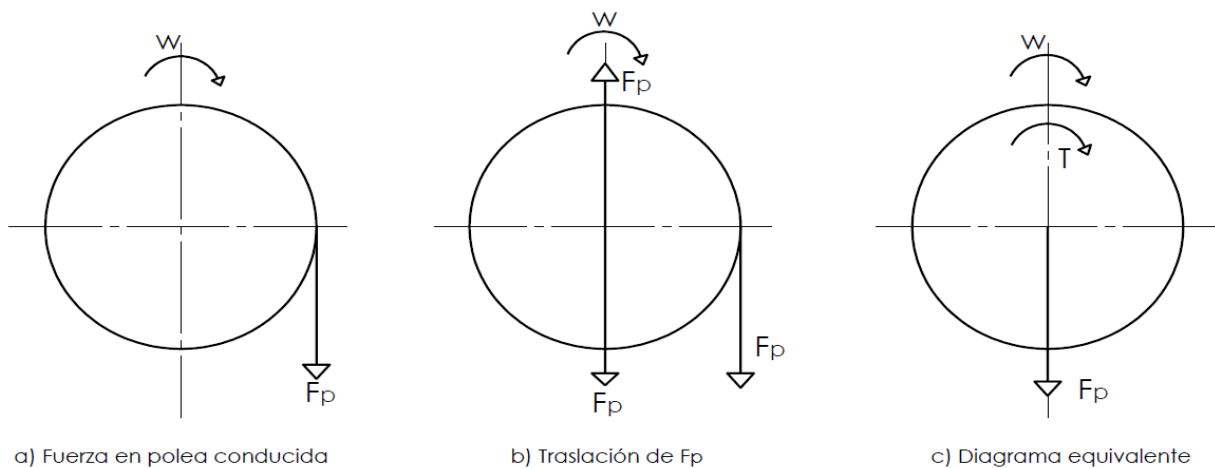 w
Fp
a) Fuerza en polea conducida
w
Fp
Fp
Fp
b) Traslación de Fp
w
T
Fp
c) Diagrama equivalente